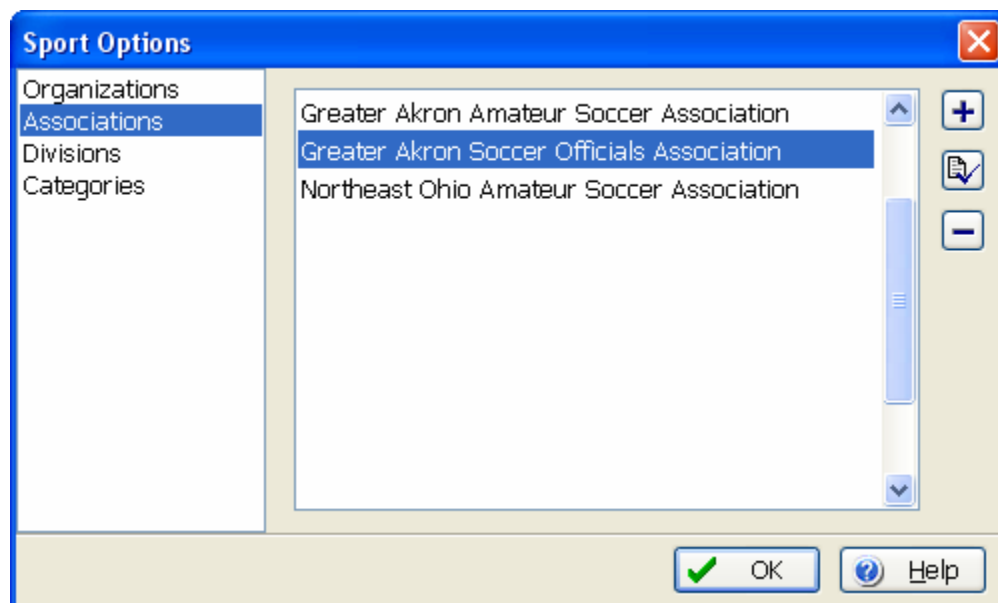 Sport Options
Organizations
Associations
Divisions
Categories
Greater Akron Amateur Soccer Association
Greater Akron Soccer Officials Association
Northeast Ohio Amateur Soccer Association
OK
Help